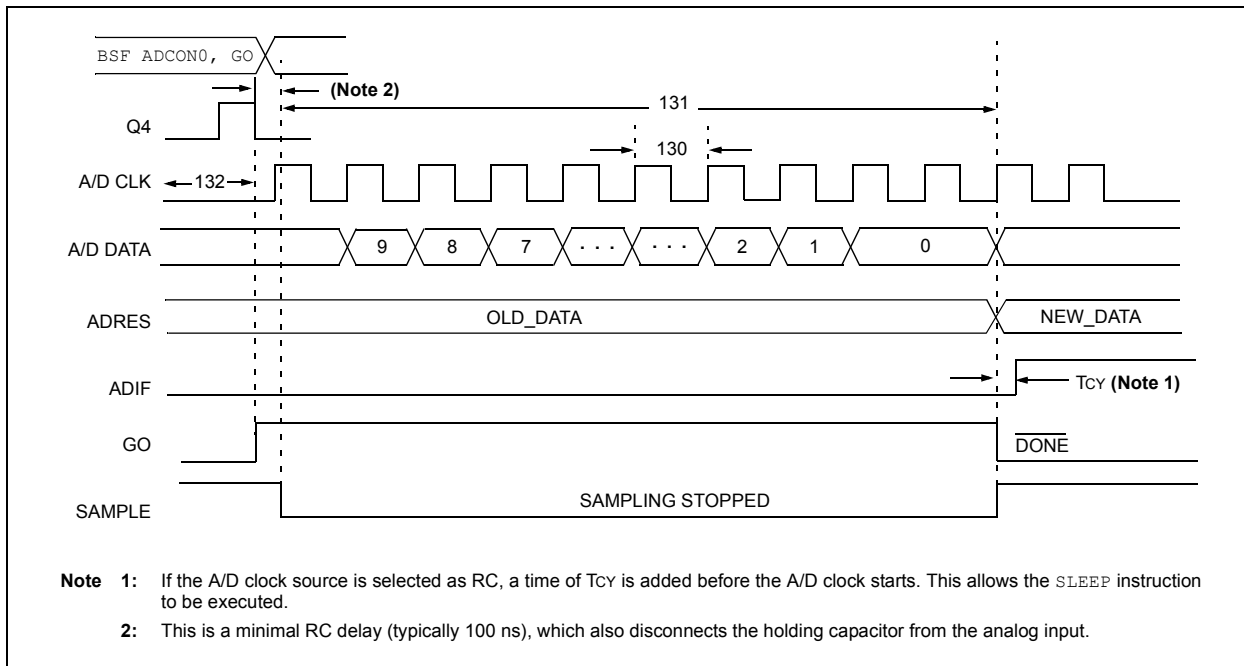 BSF ADCON0, GO
(Note 2)
131
Q4
130
A/D CLK
132
A/D DATA 9 8 7 . . . . . . 2 1 0
ADRES OLD_DATA NEW_DATA
ADIF TCY (Note 1)
GO DONE
SAMPLE SAMPLING STOPPED
Note 1: If the A/D clock source is selected as RC, a time of TCY is added before the A/D clock starts. This allows the SLEEP instruction
to be executed.
2: This is a minimal RC delay (typically 100 ns), which also disconnects the holding capacitor from the analog input.